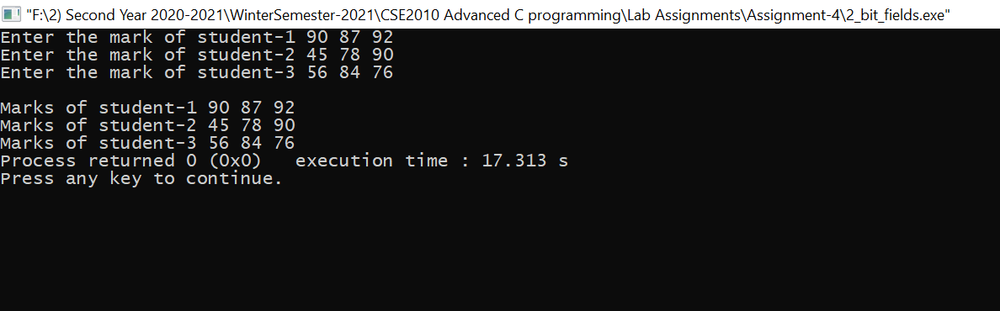 "F:\2) Second Year 2020-2021\WinterSemester-2021\CSE2010 Advanced C programming\Lab Assignments\Assignment-4\2_bit_fields.exe"
Enter the mark of student-1 90 87 92
Enter the mark of student-2 45 78 90
Enter the mark of student-3 56 84 76
Marks of student-1 90 87 92
Marks of student-2 45 78 90
Marks of student-3 56 84 76
Process returned 0 (0x0)   execution time : 17.313 s
Press any key to continue.